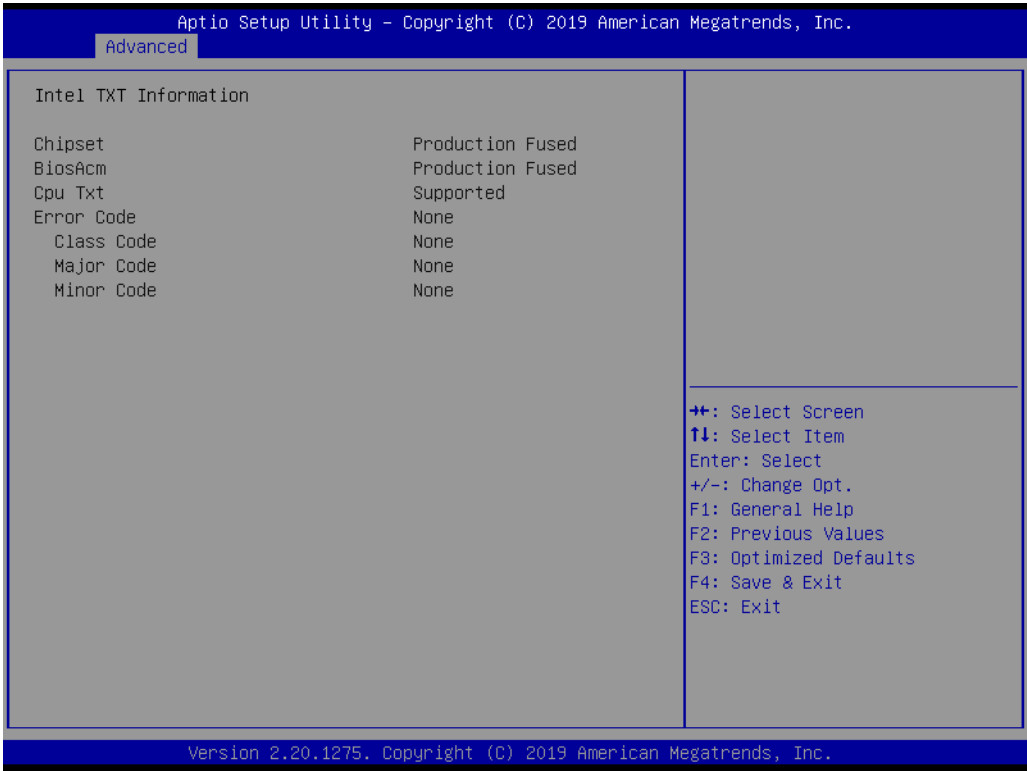 Aptio Setup Utility – Copyright (C) 2019 American Megatrends, Inc.
Advanced
Intel TXT Information
Chipset Production Fused
BiosAcm Production Fused
Cpu Txt Supported
Error Code None
Class Code None
Major Code None
Minor Code None
→←: Select Screen
↑↓: Select Item
Enter: Select
+/-: Change Opt.
F1: General Help
F2: Previous Values
F3: Optimized Defaults
F4: Save & Exit
ESC: Exit
Version 2.20.1275. Copyright (C) 2019 American Megatrends, Inc.